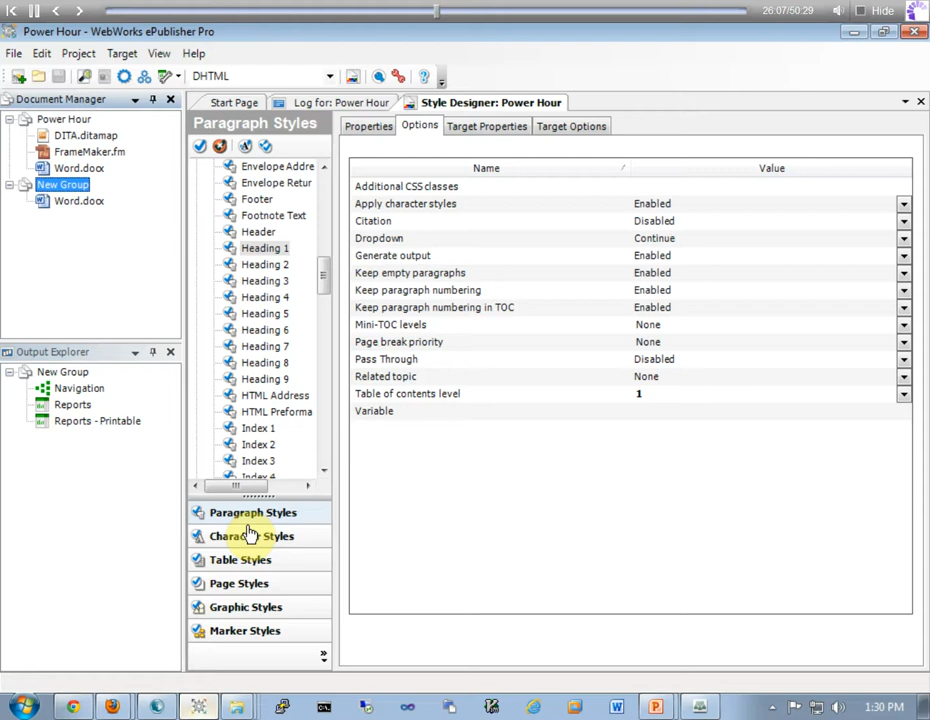 26:07/50:29
Hide
Power Hour - WebWorks ePublisher Pro
File Edit Project Target View Help
DHTML
Document Manager
Power Hour
DITA.ditamap
FrameMaker.fm
Word.docx
New Group
Word.docx
Output Explorer
New Group
Navigation
Reports
Reports - Printable
Start Page Log for: Power Hour Style Designer: Power Hour
Paragraph Styles
Envelope Addre
Envelope Retur
Footer
Footnote Text
Header
Heading 1
Heading 2
Heading 3
Heading 4
Heading 5
Heading 6
Heading 7
Heading 8
Heading 9
HTML Address
HTML Preforma
Index 1
Index 2
Index 3
Index 4
Paragraph Styles
Character Styles
Table Styles
Page Styles
Graphic Styles
Marker Styles
Properties Options Target Properties Target Options
Name Value
Additional CSS classes
Apply character styles Enabled
Citation Disabled
Dropdown Continue
Generate output Enabled
Keep empty paragraphs Enabled
Keep paragraph numbering Enabled
Keep paragraph numbering in TOC Enabled
Mini-TOC levels None
Page break priority None
Pass Through Disabled
Related topic None
Table of contents level 1
Variable
1:30 PM